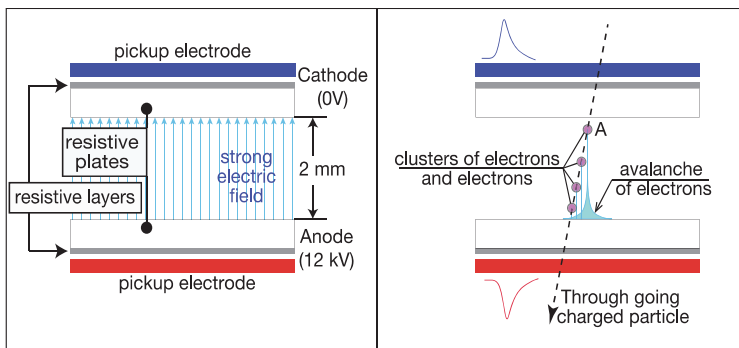 pickup electrode
Cathode
(0V)
resistive
plates
strong
electric
field
2 mm
resistive layers
Anode
(12 kV)
pickup electrode
A
clusters of electrons
and electrons
avalanche
of electrons
Through going
charged particle